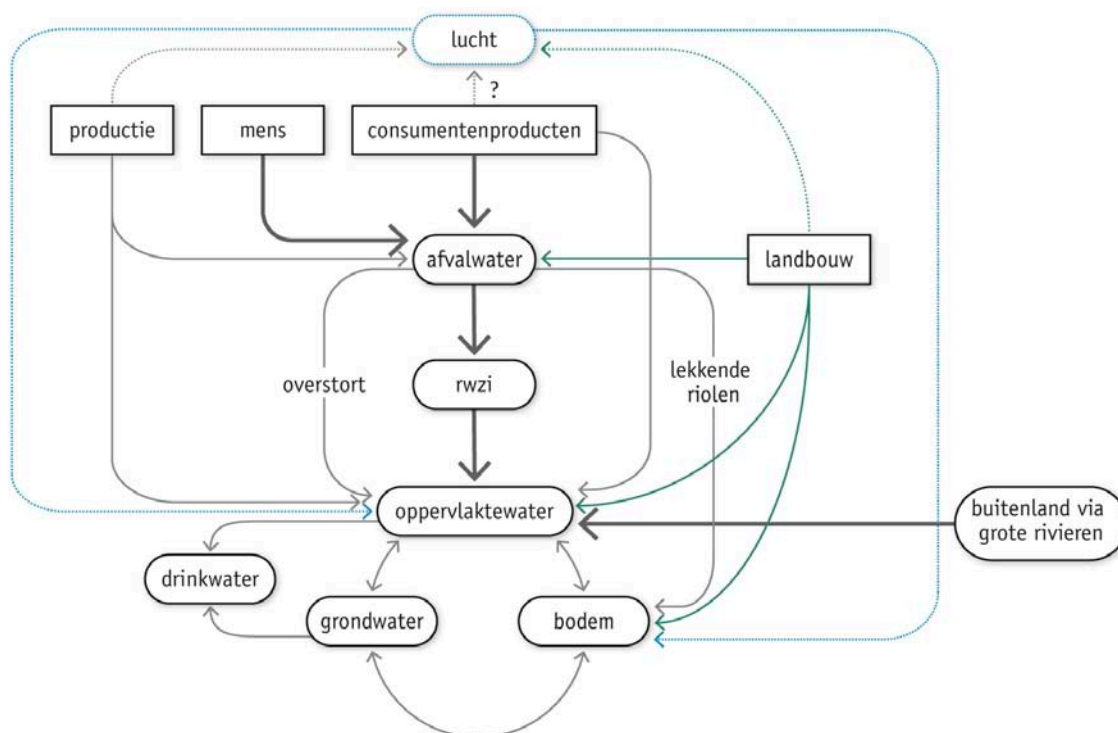 lucht
?
productie
mens
consumentenproducten
afvalwater
landbouw
overstort
rwzi
lekkende
riolen
oppervlaktewater
buitenland via
grote rivieren
drinkwater
grondwater
bodem